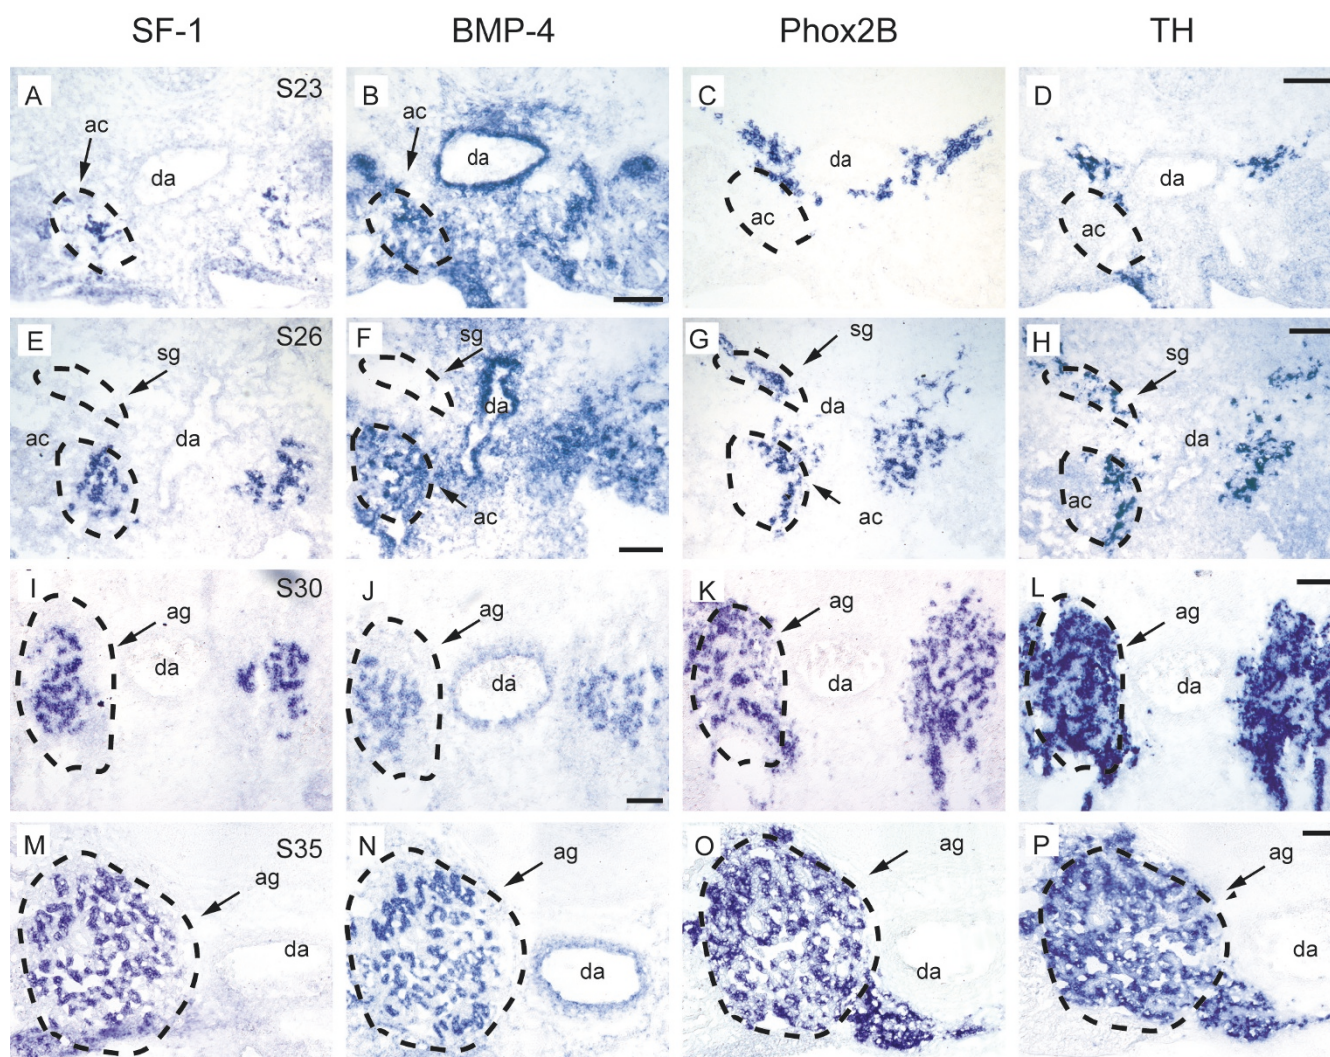 SF-1 BMP-4 Phox2B TH
A S23 ac da
B ac da
C da ac
D da ac
E S26 sg ac da
F sg da ac
G sg da ac
H sg da ac
I S30 ag da
J ag da
K ag da
L ag da
M S35 ag da
N ag da
O ag da
P ag da